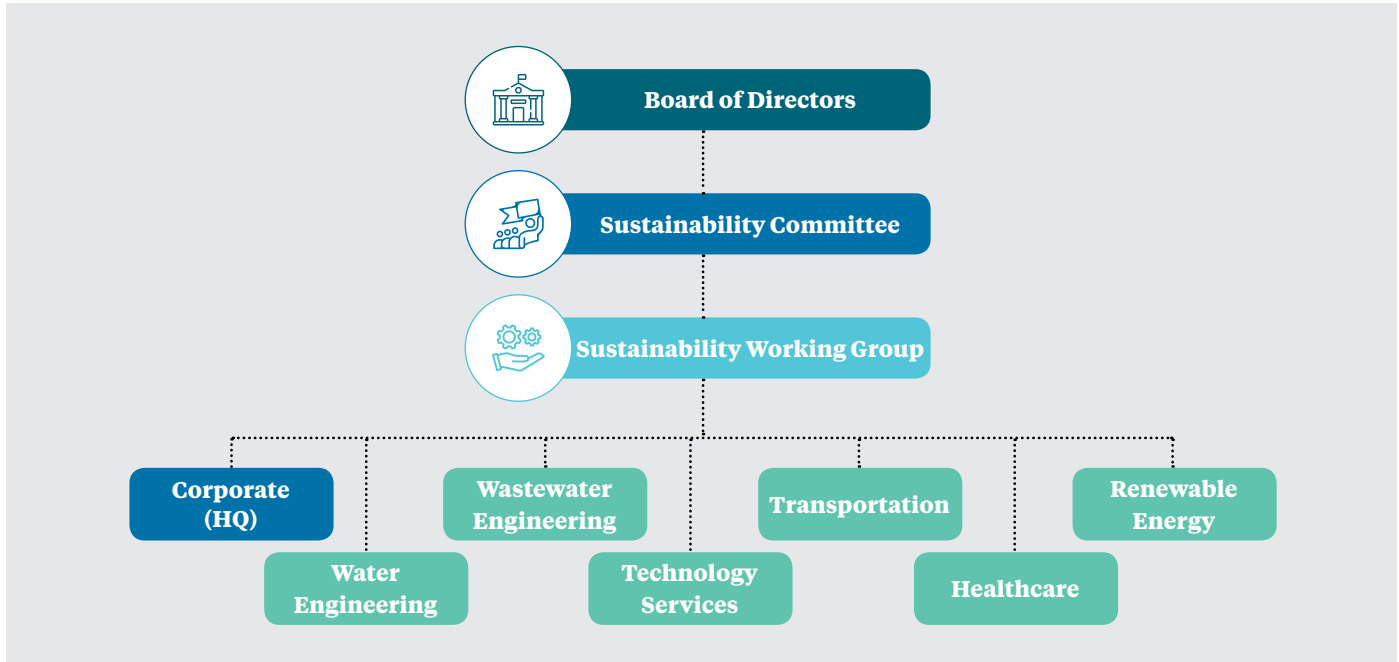 Board of Directors
Sustainability Committee
Sustainability Working Group
Corporate
(HQ)
Wastewater
Engineering
Transportation
Renewable
Energy
Water
Engineering
Technology
Services
Healthcare